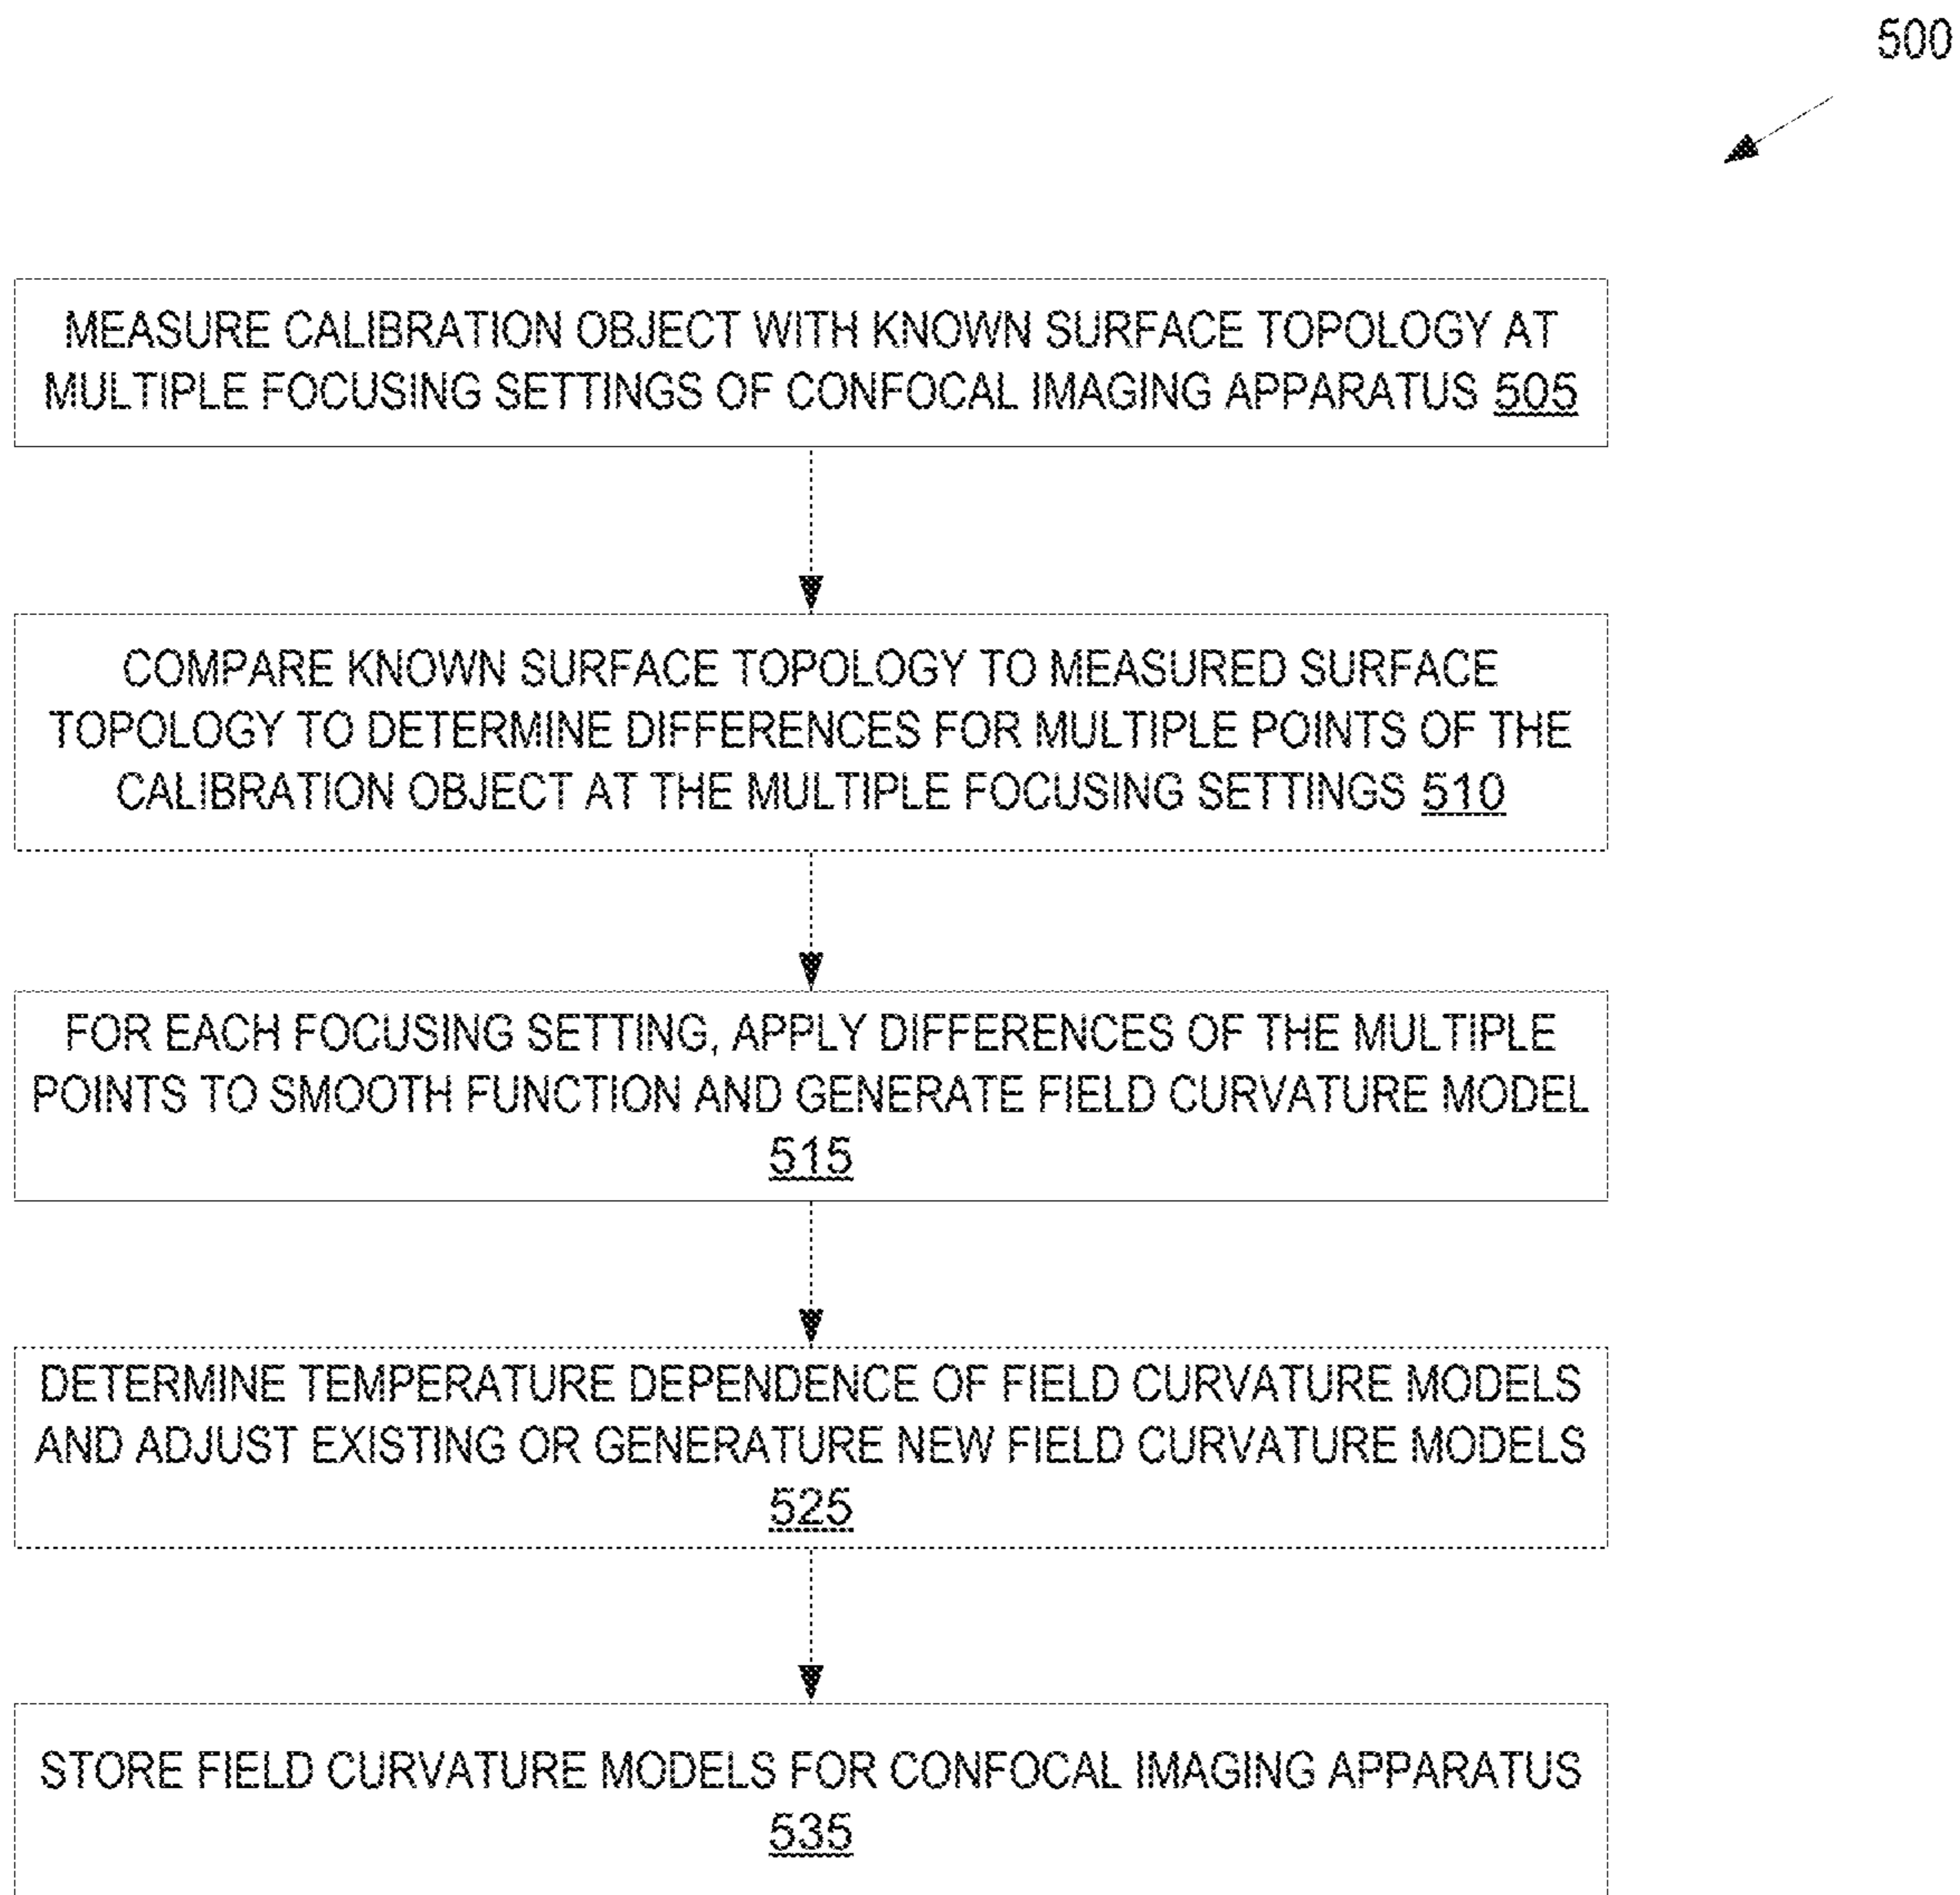 500
MEASURE CALIBRATION OBJECT WITH KNOWN SURFACE TOPOLOGY AT
MULTIPLE FOCUSING SETTINGS OF CONFOCAL IMAGING APPARATUS 505
COMPARE KNOWN SURFACE TOPOLOGY TO MEASURED SURFACE
TOPOLOGY TO DETERMINE DIFFERENCES FOR MULTIPLE POINTS OF THE
CALIBRATION OBJECT AT THE MULTIPLE FOCUSING SETTINGS 510
FOR EACH FOCUSING SETTING, APPLY DIFFERENCES OF THE MULTIPLE
POINTS TO SMOOTH FUNCTION AND GENERATE FIELD CURVATURE MODEL
515
DETERMINE TEMPERATURE DEPENDENCE OF FIELD CURVATURE MODELS
AND ADJUST EXISTING OR GENERATURE NEW FIELD CURVATURE MODELS
525
STORE FIELD CURVATURE MODELS FOR CONFOCAL IMAGING APPARATUS
535